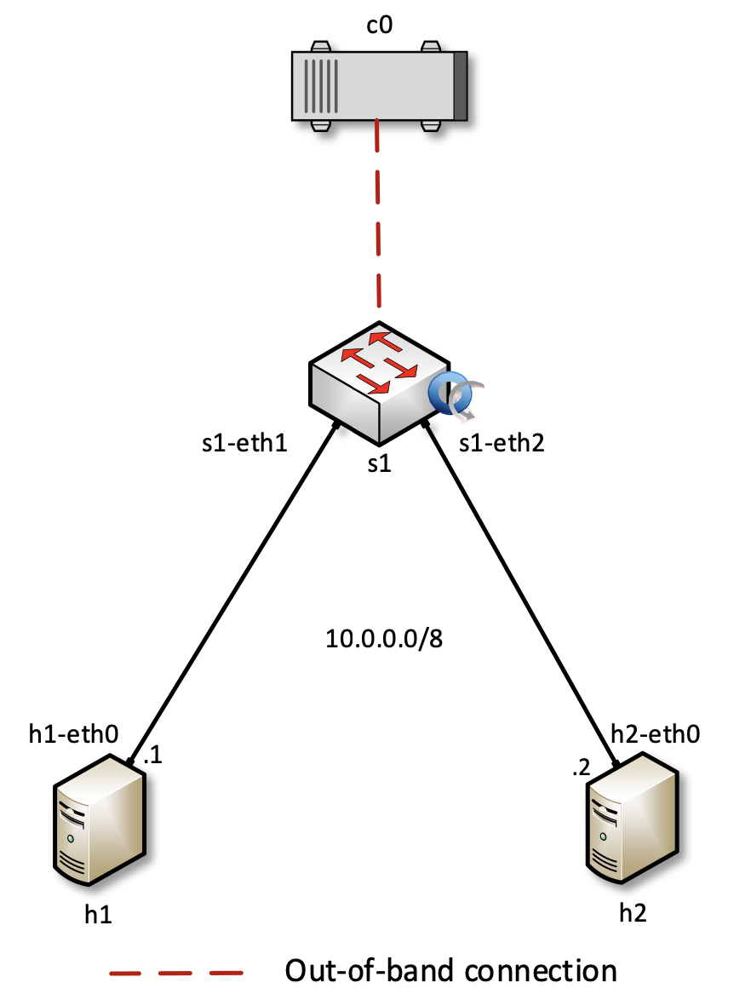 c0
s1-eth1
s1-eth2
s1
10.0.0.0/8
h1-eth0
h2-eth0
.1
.2
h1
h2
Out-of-band connection